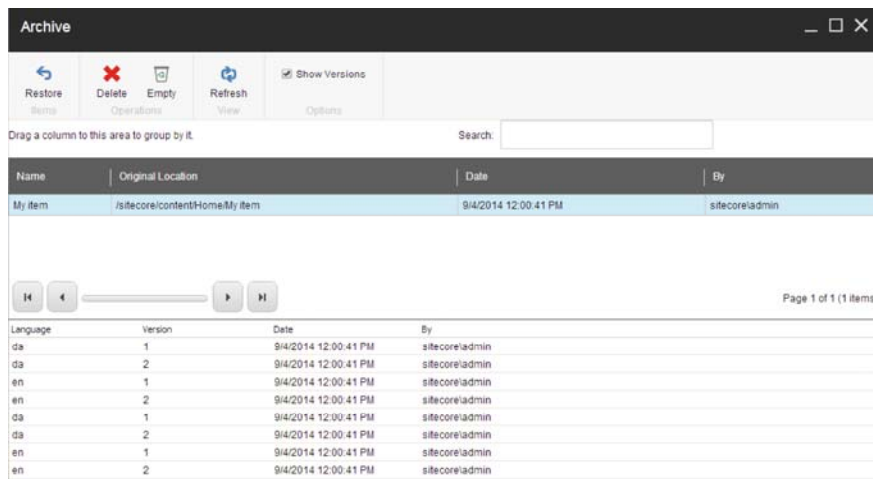 Archive
Restore Delete Empty Refresh Show Versions
Items Operations View Options
Drag a column to this area to group by it. Search:
Name Original Location Date By
My item /sitecore/content/Home/My item 9/4/2014 12:00:41 PM sitecore\admin
Page 1 of 1 (1 items
Language Version Date By
da 1 9/4/2014 12:00:41 PM sitecore\admin
da 2 9/4/2014 12:00:41 PM sitecore\admin
en 1 9/4/2014 12:00:41 PM sitecore\admin
en 2 9/4/2014 12:00:41 PM sitecore\admin
da 1 9/4/2014 12:00:41 PM sitecore\admin
da 2 9/4/2014 12:00:41 PM sitecore\admin
en 1 9/4/2014 12:00:41 PM sitecore\admin
en 2 9/4/2014 12:00:41 PM sitecore\admin